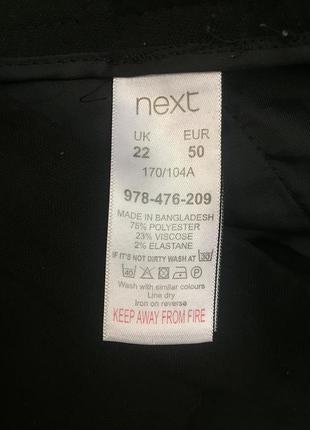 next
UK EUR
22 50
170/104A
978-476-209
MADE IN BANGLADESH
75% POLYESTER
23% VISCOSE
2% ELASTANE
IF IT'S NOT DIRTY WASH AT 30
40
Wash with similar colours
Line dry
Iron on reverse
KEEP AWAY FROM FIRE